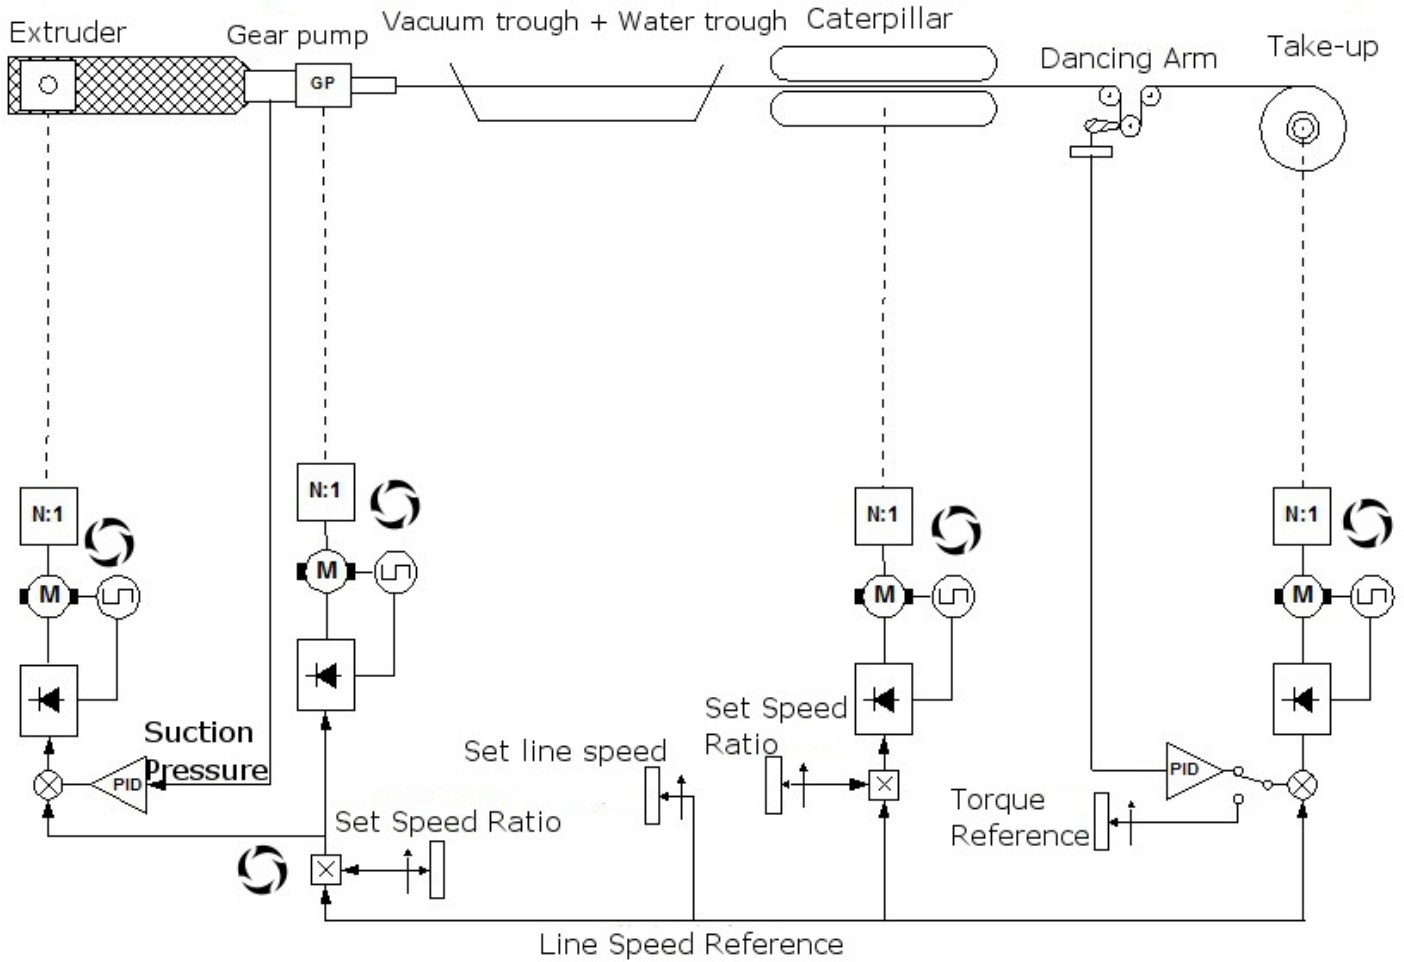 Extruder
Gear pump
Vacuum trough + Water trough
Caterpillar
Dancing Arm
Take-up
GP
N:1
N:1
N:1
N:1
M
M
M
M
Suction
Pressure
PID
Set Speed Ratio
Set line speed
Set Speed
Ratio
PID
Torque
Reference
Line Speed Reference